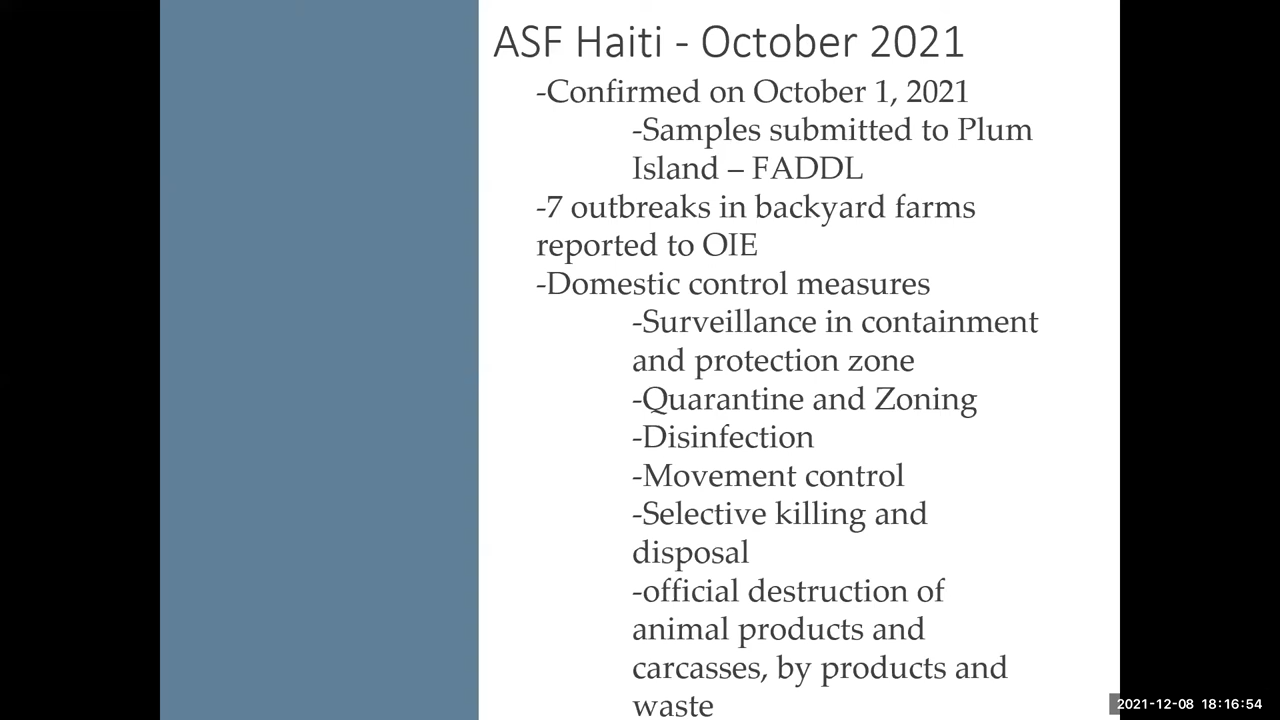 ASF Haiti - October 2021
-Confirmed on October 1, 2021
-Samples submitted to Plum
Island – FADDL
-7 outbreaks in backyard farms
reported to OIE
-Domestic control measures
-Surveillance in containment
and protection zone
-Quarantine and Zoning
-Disinfection
-Movement control
-Selective killing and
disposal
-official destruction of
animal products and
carcasses, by products and
waste
2021-12-08 18:16:54